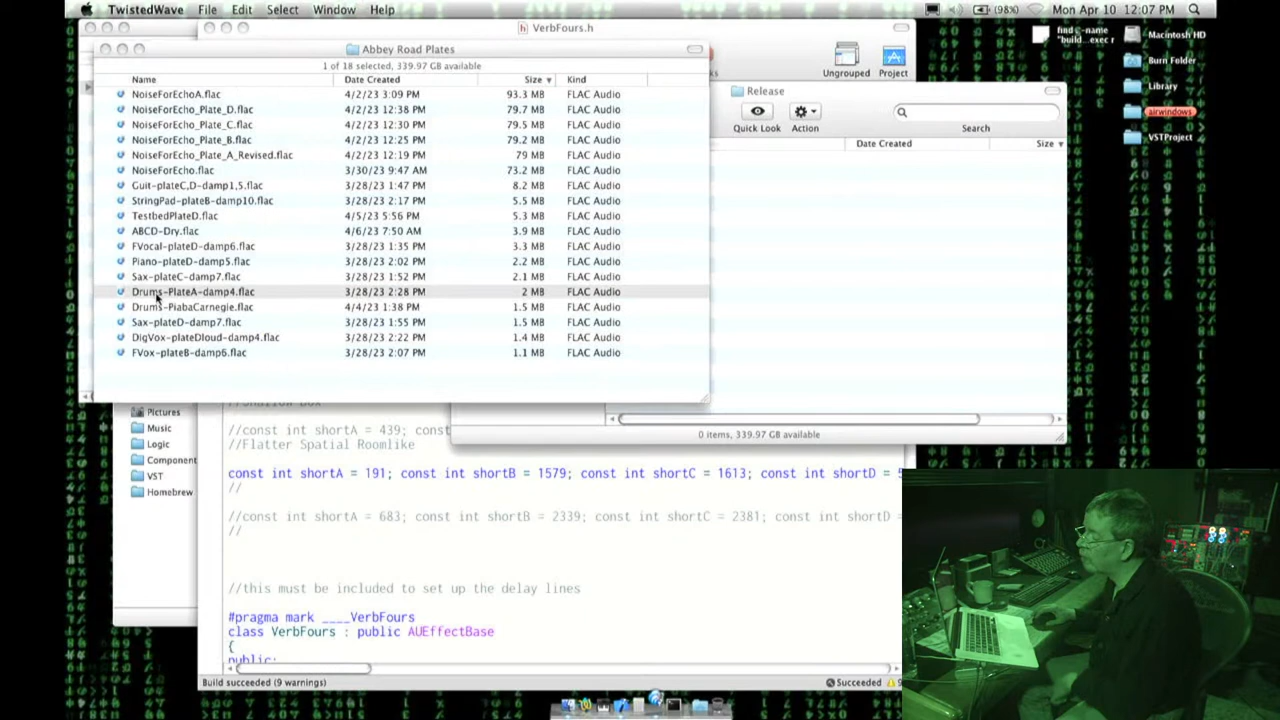 TwistedWave File Edit Select Window Help (98%) Mon Apr 10 12:07 PM
VerbFours.h
Abbey Road Plates
1 of 18 selected, 339.97 GB available
Name Date Created Size Kind
NoiseForEchoA.flac 4/2/23 3:09 PM 93.3 MB FLAC Audio
NoiseForEcho_Plate_D.flac 4/2/23 12:38 PM 79.7 MB FLAC Audio
NoiseForEcho_Plate_C.flac 4/2/23 12:30 PM 79.5 MB FLAC Audio
NoiseForEcho_Plate_B.flac 4/2/23 12:25 PM 79.2 MB FLAC Audio
NoiseForEcho_Plate_A_Revised.flac 4/2/23 12:19 PM 79 MB FLAC Audio
NoiseForEcho.flac 3/30/23 9:47 AM 73.2 MB FLAC Audio
Guit-plateC,D-damp1,5.flac 3/28/23 1:47 PM 8.2 MB FLAC Audio
StringPad-plateB-damp10.flac 3/28/23 2:17 PM 5.5 MB FLAC Audio
TestbedPlateD.flac 4/5/23 5:56 PM 5.3 MB FLAC Audio
ABCD-Dry.flac 4/6/23 7:50 AM 3.9 MB FLAC Audio
FVocal-plateD-damp6.flac 3/28/23 1:35 PM 3.3 MB FLAC Audio
Piano-plateD-damp5.flac 3/28/23 2:02 PM 2.2 MB FLAC Audio
Sax-plateC-damp7.flac 3/28/23 1:52 PM 2.1 MB FLAC Audio
Drums-PlateA-damp4.flac 3/28/23 2:28 PM 2 MB FLAC Audio
Drums-PiabaCarnegie.flac 4/4/23 1:38 PM 1.5 MB FLAC Audio
Sax-plateD-damp7.flac 3/28/23 1:55 PM 1.5 MB FLAC Audio
DigVox-plateDloud-damp4.flac 3/28/23 2:22 PM 1.4 MB FLAC Audio
FVox-plateB-damp6.flac 3/28/23 2:07 PM 1.1 MB FLAC Audio
Ungrouped Project
Release
Quick Look Action Search
Date Created Size
0 items, 339.97 GB available
find -name
"build...exec r
Macintosh HD
Burn Folder
Library
airwindows
VSTProject
Pictures
Music
Logic
Component
VST
Homebrew
//const int shortA = 439; const
//Flatter Spatial Roomlike
const int shortA = 191; const int shortB = 1579; const int shortC = 1613; const int shortD =
//
//const int shortA = 683; const int shortB = 2339; const int shortC = 2381; const int shortD =
//
//this must be included to set up the delay lines
#pragma mark ____VerbFours
class VerbFours : public AUEffectBase
{
public:
Build succeeded (9 warnings) Succeeded 9